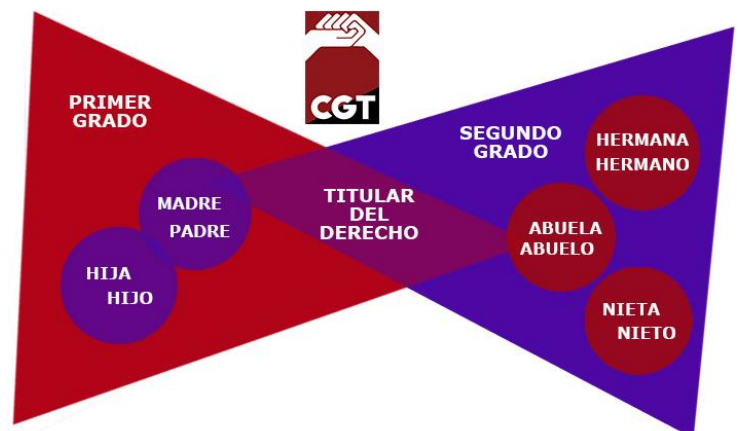 CGT
PRIMER
GRADO
MADRE
PADRE
HIJA
HIJO
TITULAR
DEL
DERECHO
SEGUNDO
GRADO
HERMANA
HERMANO
ABUELA
ABUELO
NIETA
NIETO